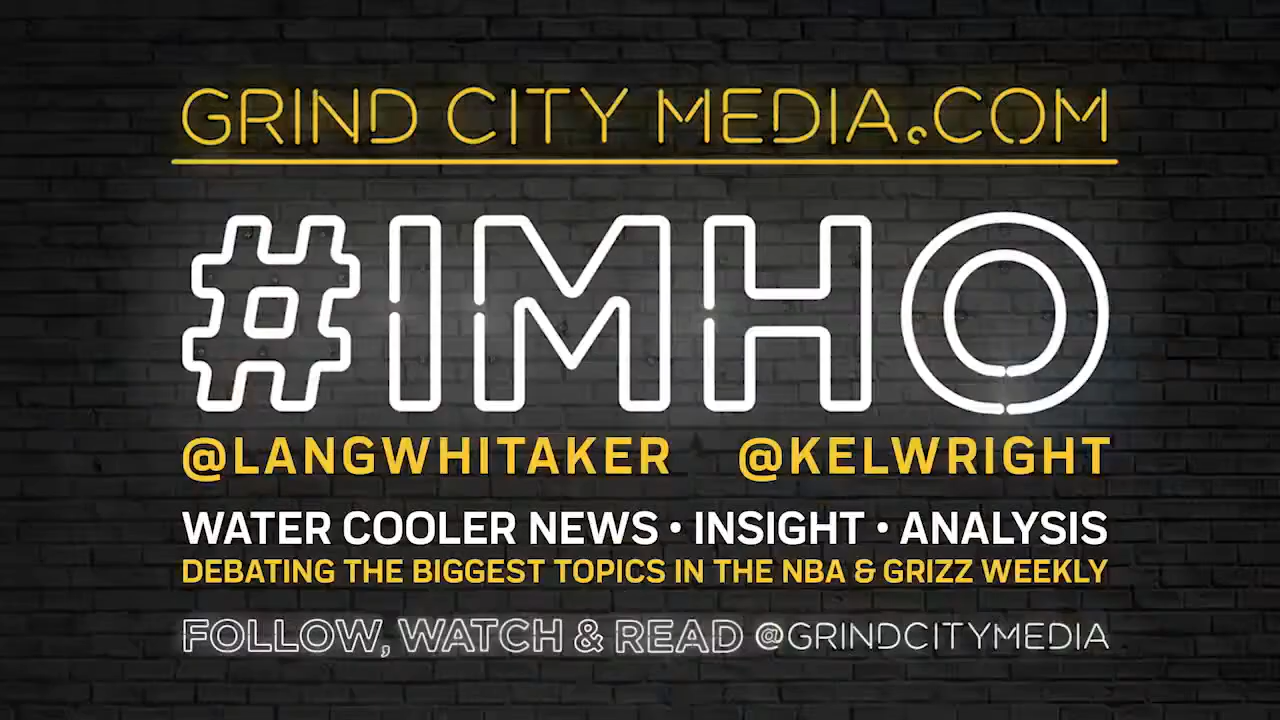 GRIND CITY MEDIA.COM
#IMHO
@LANGWHITAKER @KELWRIGHT
WATER COOLER NEWS • INSIGHT • ANALYSIS
DEBATING THE BIGGEST TOPICS IN THE NBA & GRIZZ WEEKLY
FOLLOW, WATCH & READ @GRINDCITYMEDIA